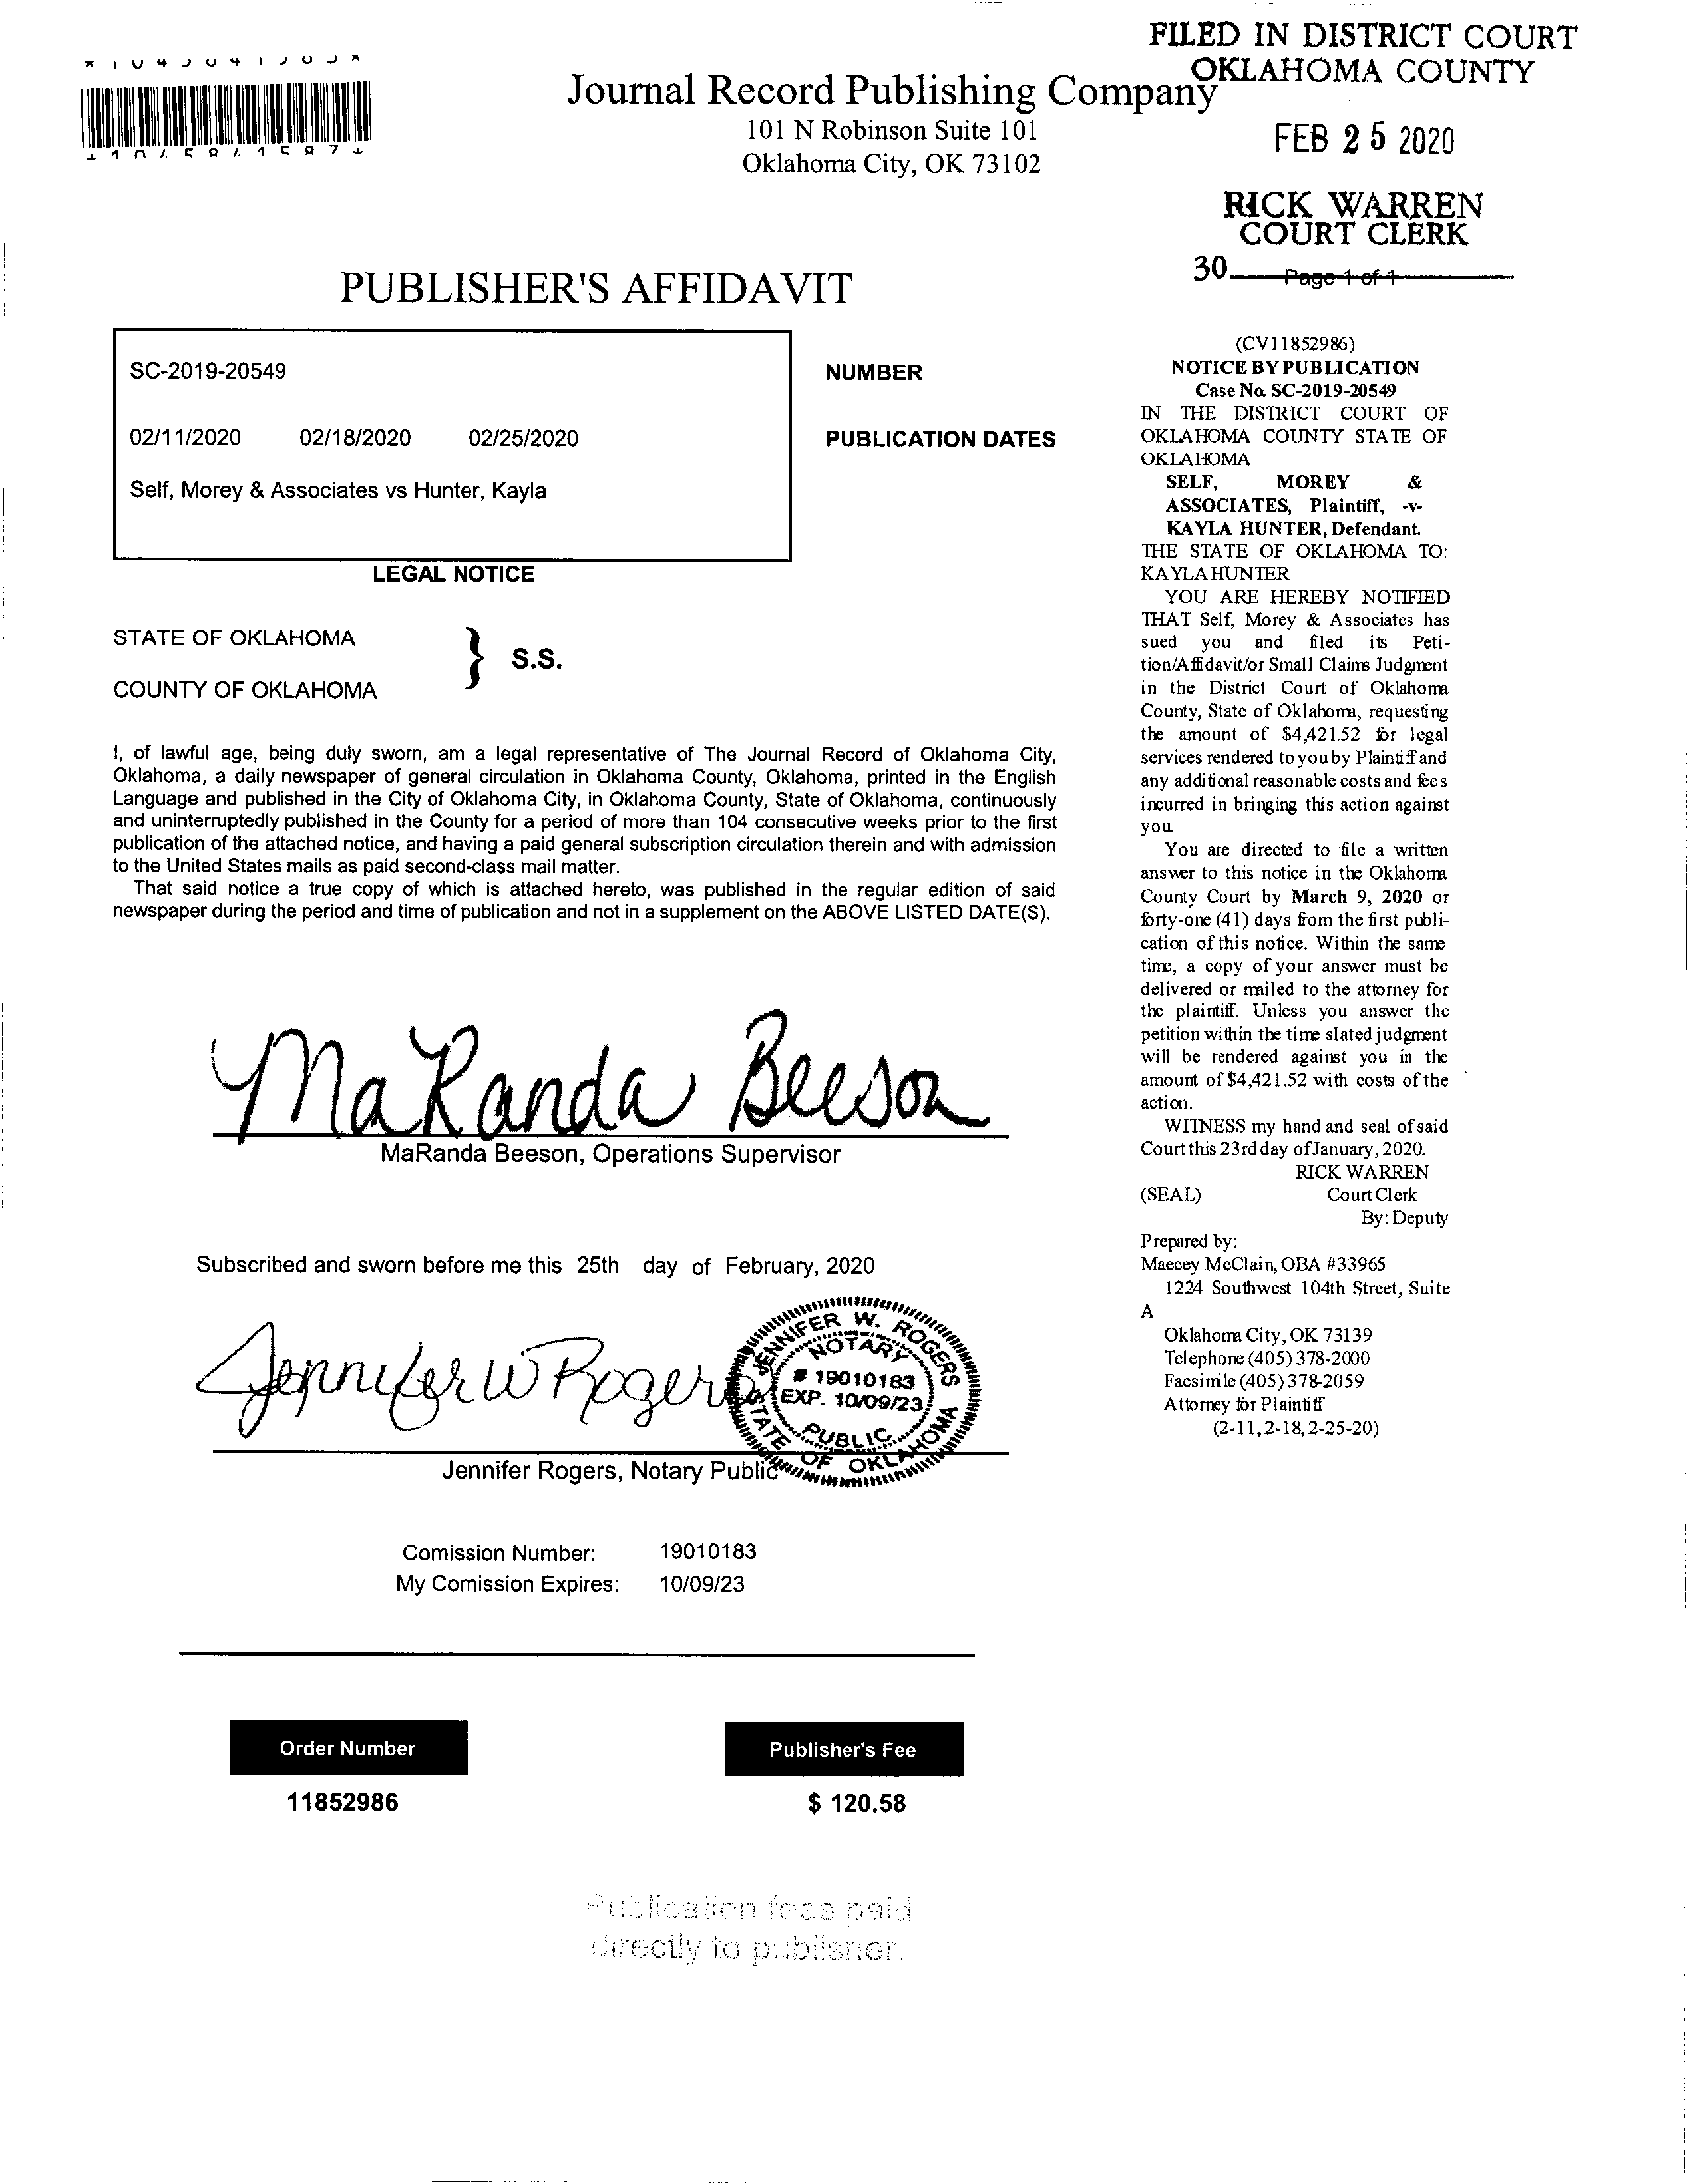 FILED IN DISTRICT COURT
OKLAHOMA COUNTY
Journal Record Publishing Company
101 N Robinson Suite 101
Oklahoma City, OK 73102
FEB 25 2020
RICK WARREN
COURT CLERK
30
Page 1 of 1
PUBLISHER'S AFFIDAVIT
SC-2019-20549
NUMBER
02/11/2020 02/18/2020 02/25/2020
PUBLICATION DATES
Self, Morey & Associates vs Hunter, Kayla
LEGAL NOTICE
STATE OF OKLAHOMA
} S.S.
COUNTY OF OKLAHOMA
I, of lawful age, being duly sworn, am a legal representative of The Journal Record of Oklahoma City,
Oklahoma, a daily newspaper of general circulation in Oklahoma County, Oklahoma, printed in the English
Language and published in the City of Oklahoma City, in Oklahoma County, State of Oklahoma, continuously
and uninterruptedly published in the County for a period of more than 104 consecutive weeks prior to the first
publication of the attached notice, and having a paid general subscription circulation therein and with admission
to the United States mails as paid second-class mail matter.
That said notice a true copy of which is attached hereto, was published in the regular edition of said
newspaper during the period and time of publication and not in a supplement on the ABOVE LISTED DATE(S).
MaRanda Beeson
MaRanda Beeson, Operations Supervisor
Subscribed and sworn before me this 25th day of February, 2020
Jennifer W Rogers
JENNIFER W. ROGERS
NOTARY
# 19010183
EXP. 10/09/23
PUBLIC
STATE OF OKLAHOMA
Jennifer Rogers, Notary Public
Comission Number: 19010183
My Comission Expires: 10/09/23
Order Number
Publisher's Fee
11852986
$ 120.58
Publication fees paid
directly to publisher.
(CV11852986)
NOTICE BY PUBLICATION
Case No. SC-2019-20549
IN THE DISTRICT COURT OF
OKLAHOMA COUNTY STATE OF
OKLAHOMA
SELF, MOREY &
ASSOCIATES, Plaintiff, -v-
KAYLA HUNTER, Defendant.
THE STATE OF OKLAHOMA TO:
KAYLA HUNTER
YOU ARE HEREBY NOTIFIED
THAT Self, Morey & Associates has
sued you and filed its Peti-
tion/Affidavit/or Small Claims Judgment
in the District Court of Oklahoma
County, State of Oklahoma, requesting
the amount of $4,421.52 for legal
services rendered to you by Plaintiff and
any additional reasonable costs and fees
incurred in bringing this action against
you.
You are directed to file a written
answer to this notice in the Oklahoma
County Court by March 9, 2020 or
forty-one (41) days from the first publi-
cation of this notice. Within the same
time, a copy of your answer must be
delivered or mailed to the attorney for
the plaintiff. Unless you answer the
petition within the time slated judgment
will be rendered against you in the
amount of $4,421.52 with costs of the
action.
WITNESS my hand and seal of said
Court this 23rd day of January, 2020.
RICK WARREN
(SEAL) Court Clerk
By: Deputy
Prepared by:
Maecey McClain, OBA #33965
1224 Southwest 104th Street, Suite
A
Oklahoma City, OK 73139
Telephone (405) 378-2000
Facsimile (405) 378-2059
Attorney for Plaintiff
(2-11, 2-18, 2-25-20)